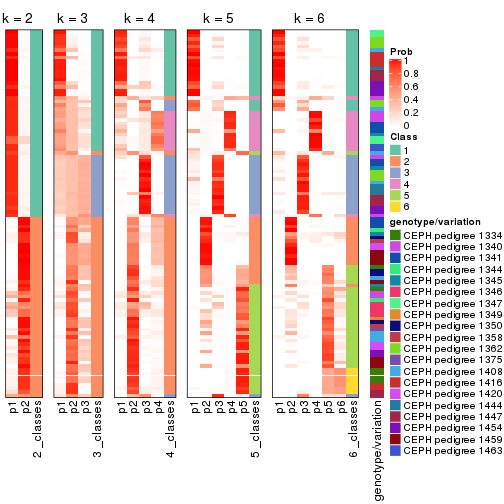 k = 2
k = 3
k = 4
k = 5
k = 6
Prob
1
0.8
0.6
0.4
0.2
0
Class
1
2
3
4
5
6
genotype/variation
CEPH pedigree 1334
CEPH pedigree 1340
CEPH pedigree 1341
CEPH pedigree 1344
CEPH pedigree 1345
CEPH pedigree 1346
CEPH pedigree 1347
CEPH pedigree 1349
CEPH pedigree 1350
CEPH pedigree 1358
CEPH pedigree 1362
CEPH pedigree 1375
CEPH pedigree 1408
CEPH pedigree 1416
CEPH pedigree 1420
CEPH pedigree 1444
CEPH pedigree 1447
CEPH pedigree 1454
CEPH pedigree 1459
CEPH pedigree 1463
p1
p2
2_classes
p1
p2
p3
3_classes
p1
p2
p3
p4
4_classes
p1
p2
p3
p4
p5
5_classes
p1
p2
p3
p4
p5
p6
6_classes
genotype/variation